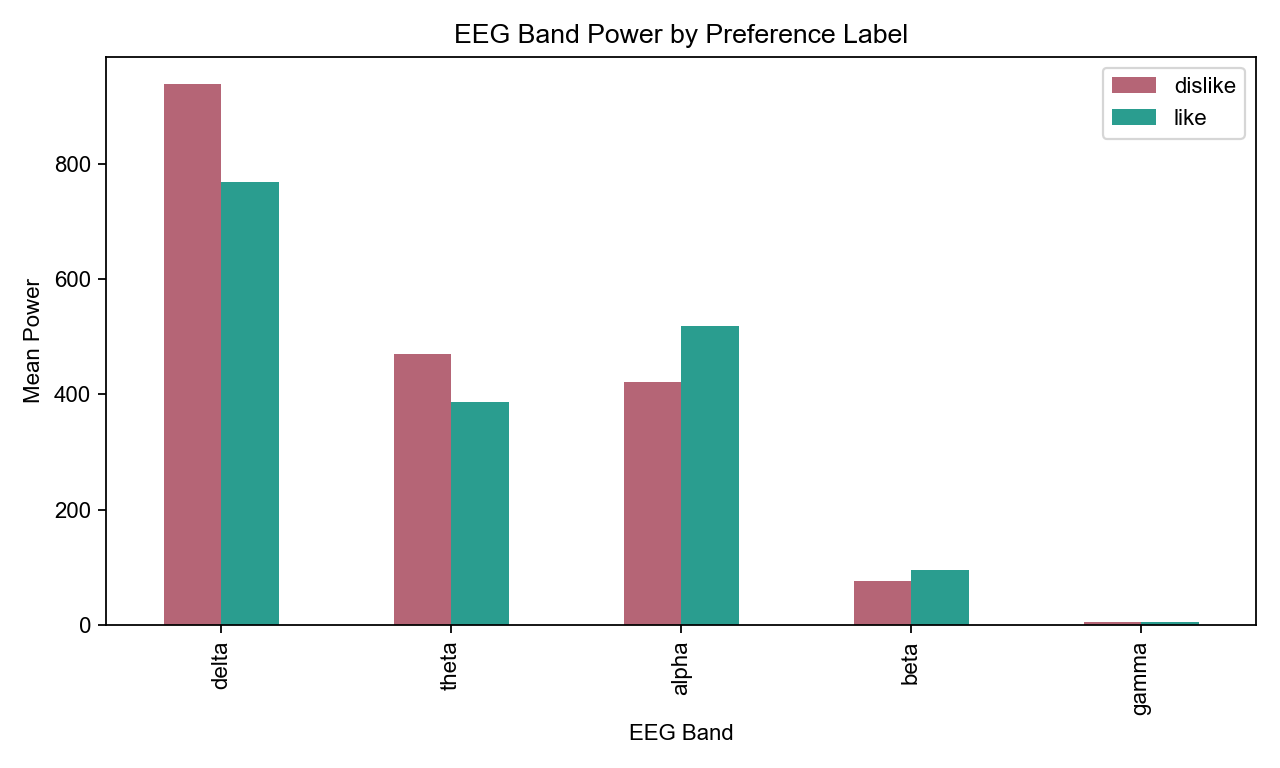 EEG Band Power by Preference Label
dislike
like
Mean Power
800
600
400
200
0
delta
theta
alpha
beta
gamma
EEG Band